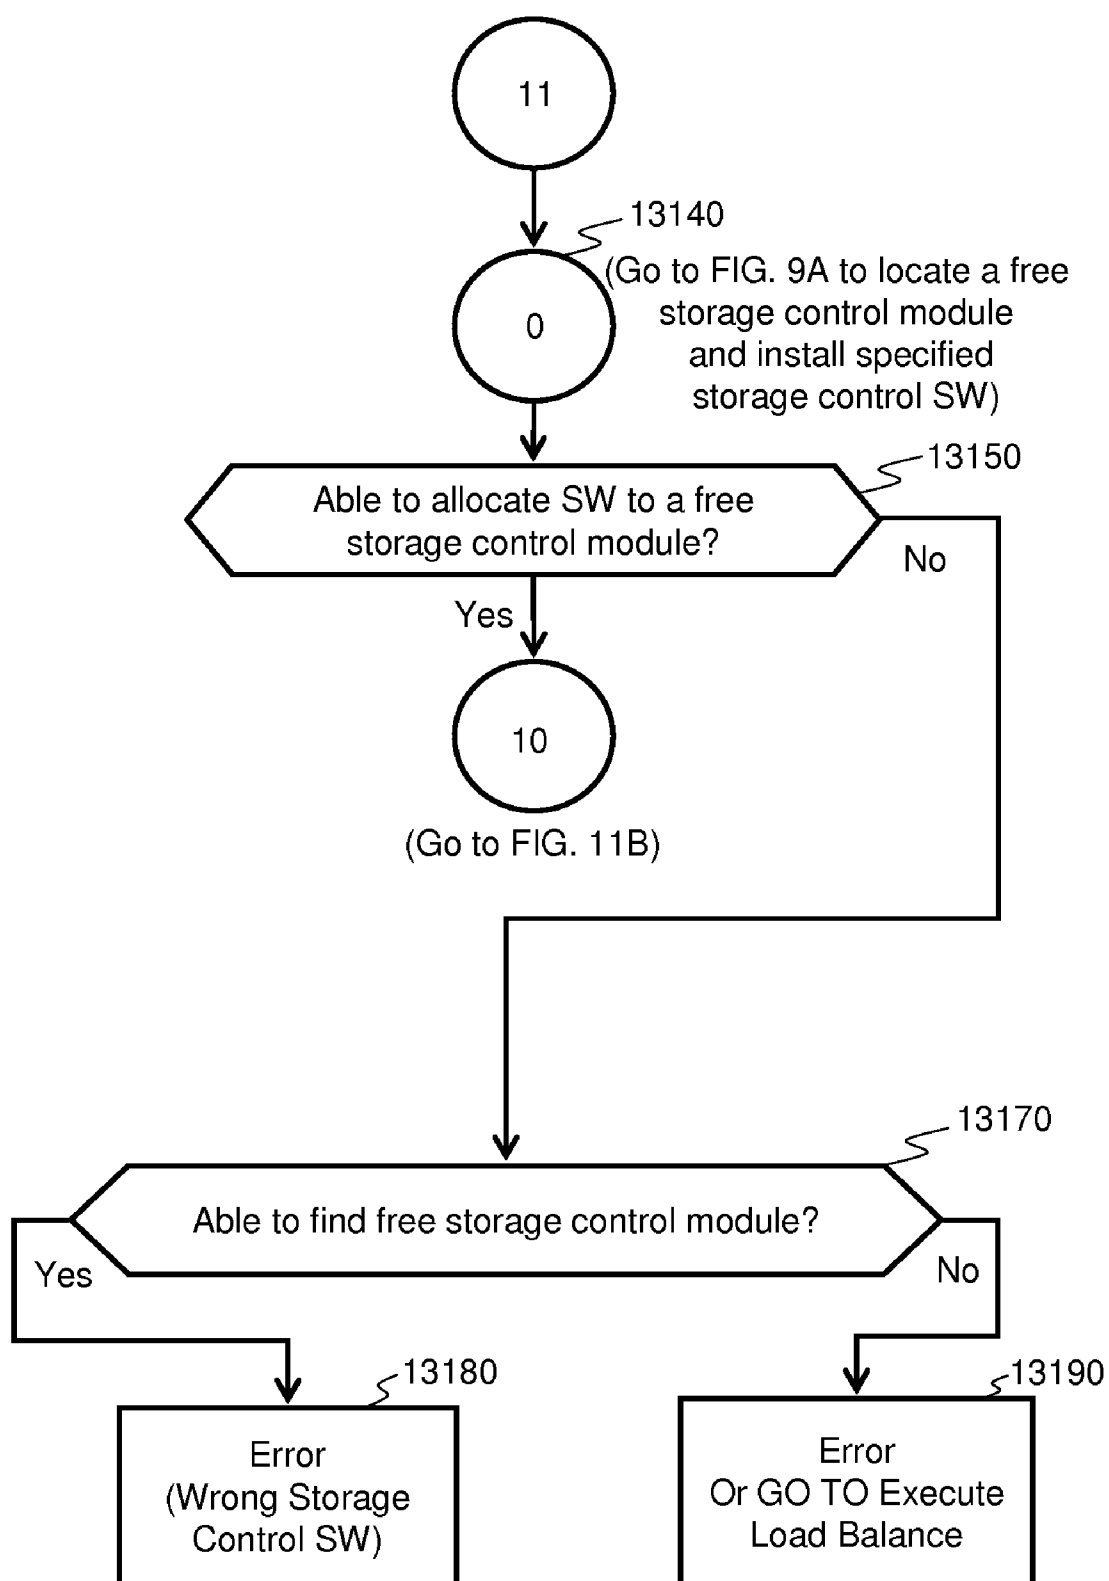 11
13140
(Go to FIG. 9A to locate a free
storage control module
and install specified
storage control SW)
0
13150
Able to allocate SW to a free
storage control module?
No
Yes
10
(Go to FIG. 11B)
13170
Able to find free storage control module?
Yes
No
13180
Error
(Wrong Storage
Control SW)
13190
Error
Or GO TO Execute
Load Balance